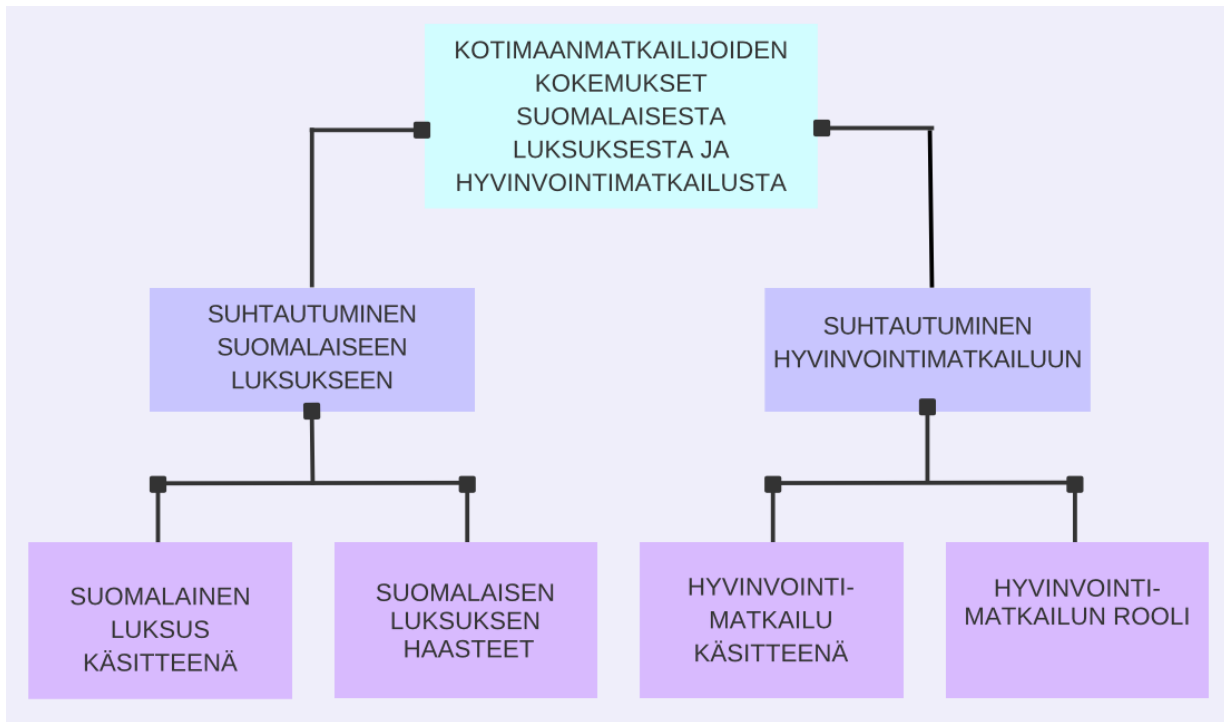 KOTIMAANMATKAILIJOIDEN
KOKEMUKSET
SUOMALAISESTA
LUKSUKSESTA JA
HYVINVOINTIMATKAILUSTA
SUHTAUTUMINEN
SUOMALAISEEN
LUKSUKSEEN
SUHTAUTUMINEN
HYVINVOINTIMATKAILUUN
SUOMALAINEN
LUKSUS
KÄSITTEENÄ
SUOMALAISEN
LUKSUKSEN
HAASTEET
HYVINVOINTI-
MATKAILU
KÄSITTEENÄ
HYVINVOINTI-
MATKAILUN ROOLI